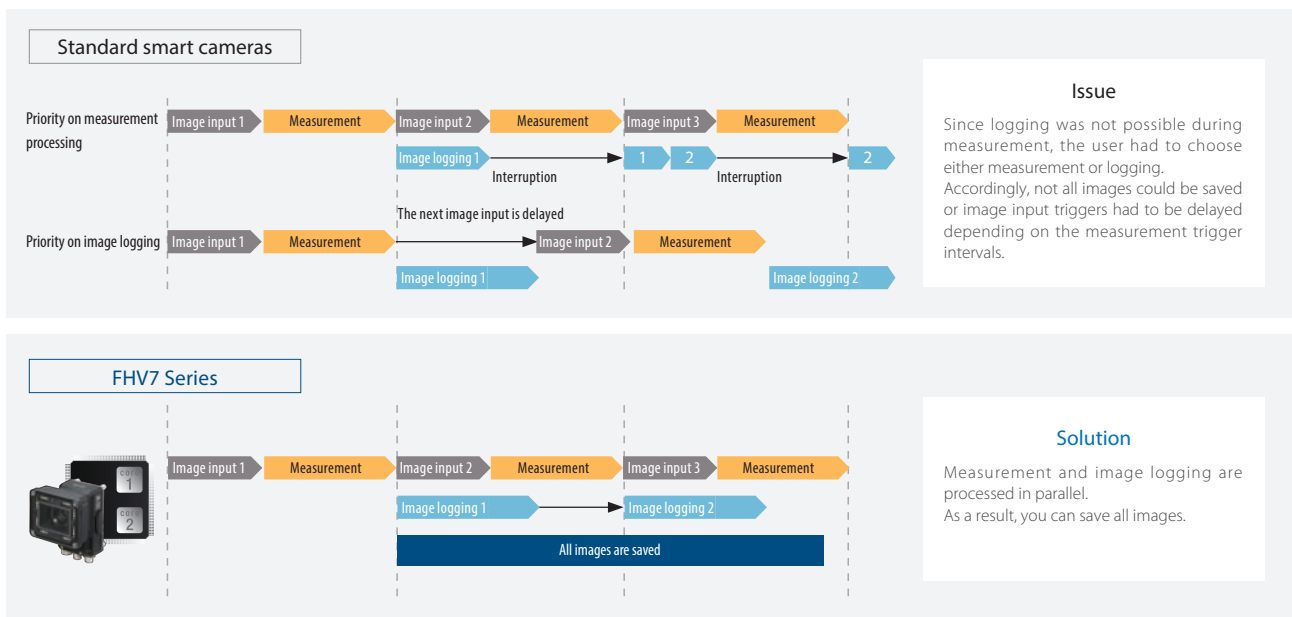 Standard smart cameras
Priority on measurement
processing
Image input 1
Measurement
Image input 2
Measurement
Image input 3
Measurement
Image logging 1
Interruption
1
2
Interruption
2
The next image input is delayed
Priority on image logging
Image input 1
Measurement
Image input 2
Measurement
Image logging 1
Image logging 2
Issue
Since logging was not possible during
measurement, the user had to choose
either measurement or logging.
Accordingly, not all images could be saved
or image input triggers had to be delayed
depending on the measurement trigger
intervals.
FHV7 Series
core
1
core
2
Image input 1
Measurement
Image input 2
Measurement
Image input 3
Measurement
Image logging 1
Image logging 2
All images are saved
Solution
Measurement and image logging are
processed in parallel.
As a result, you can save all images.